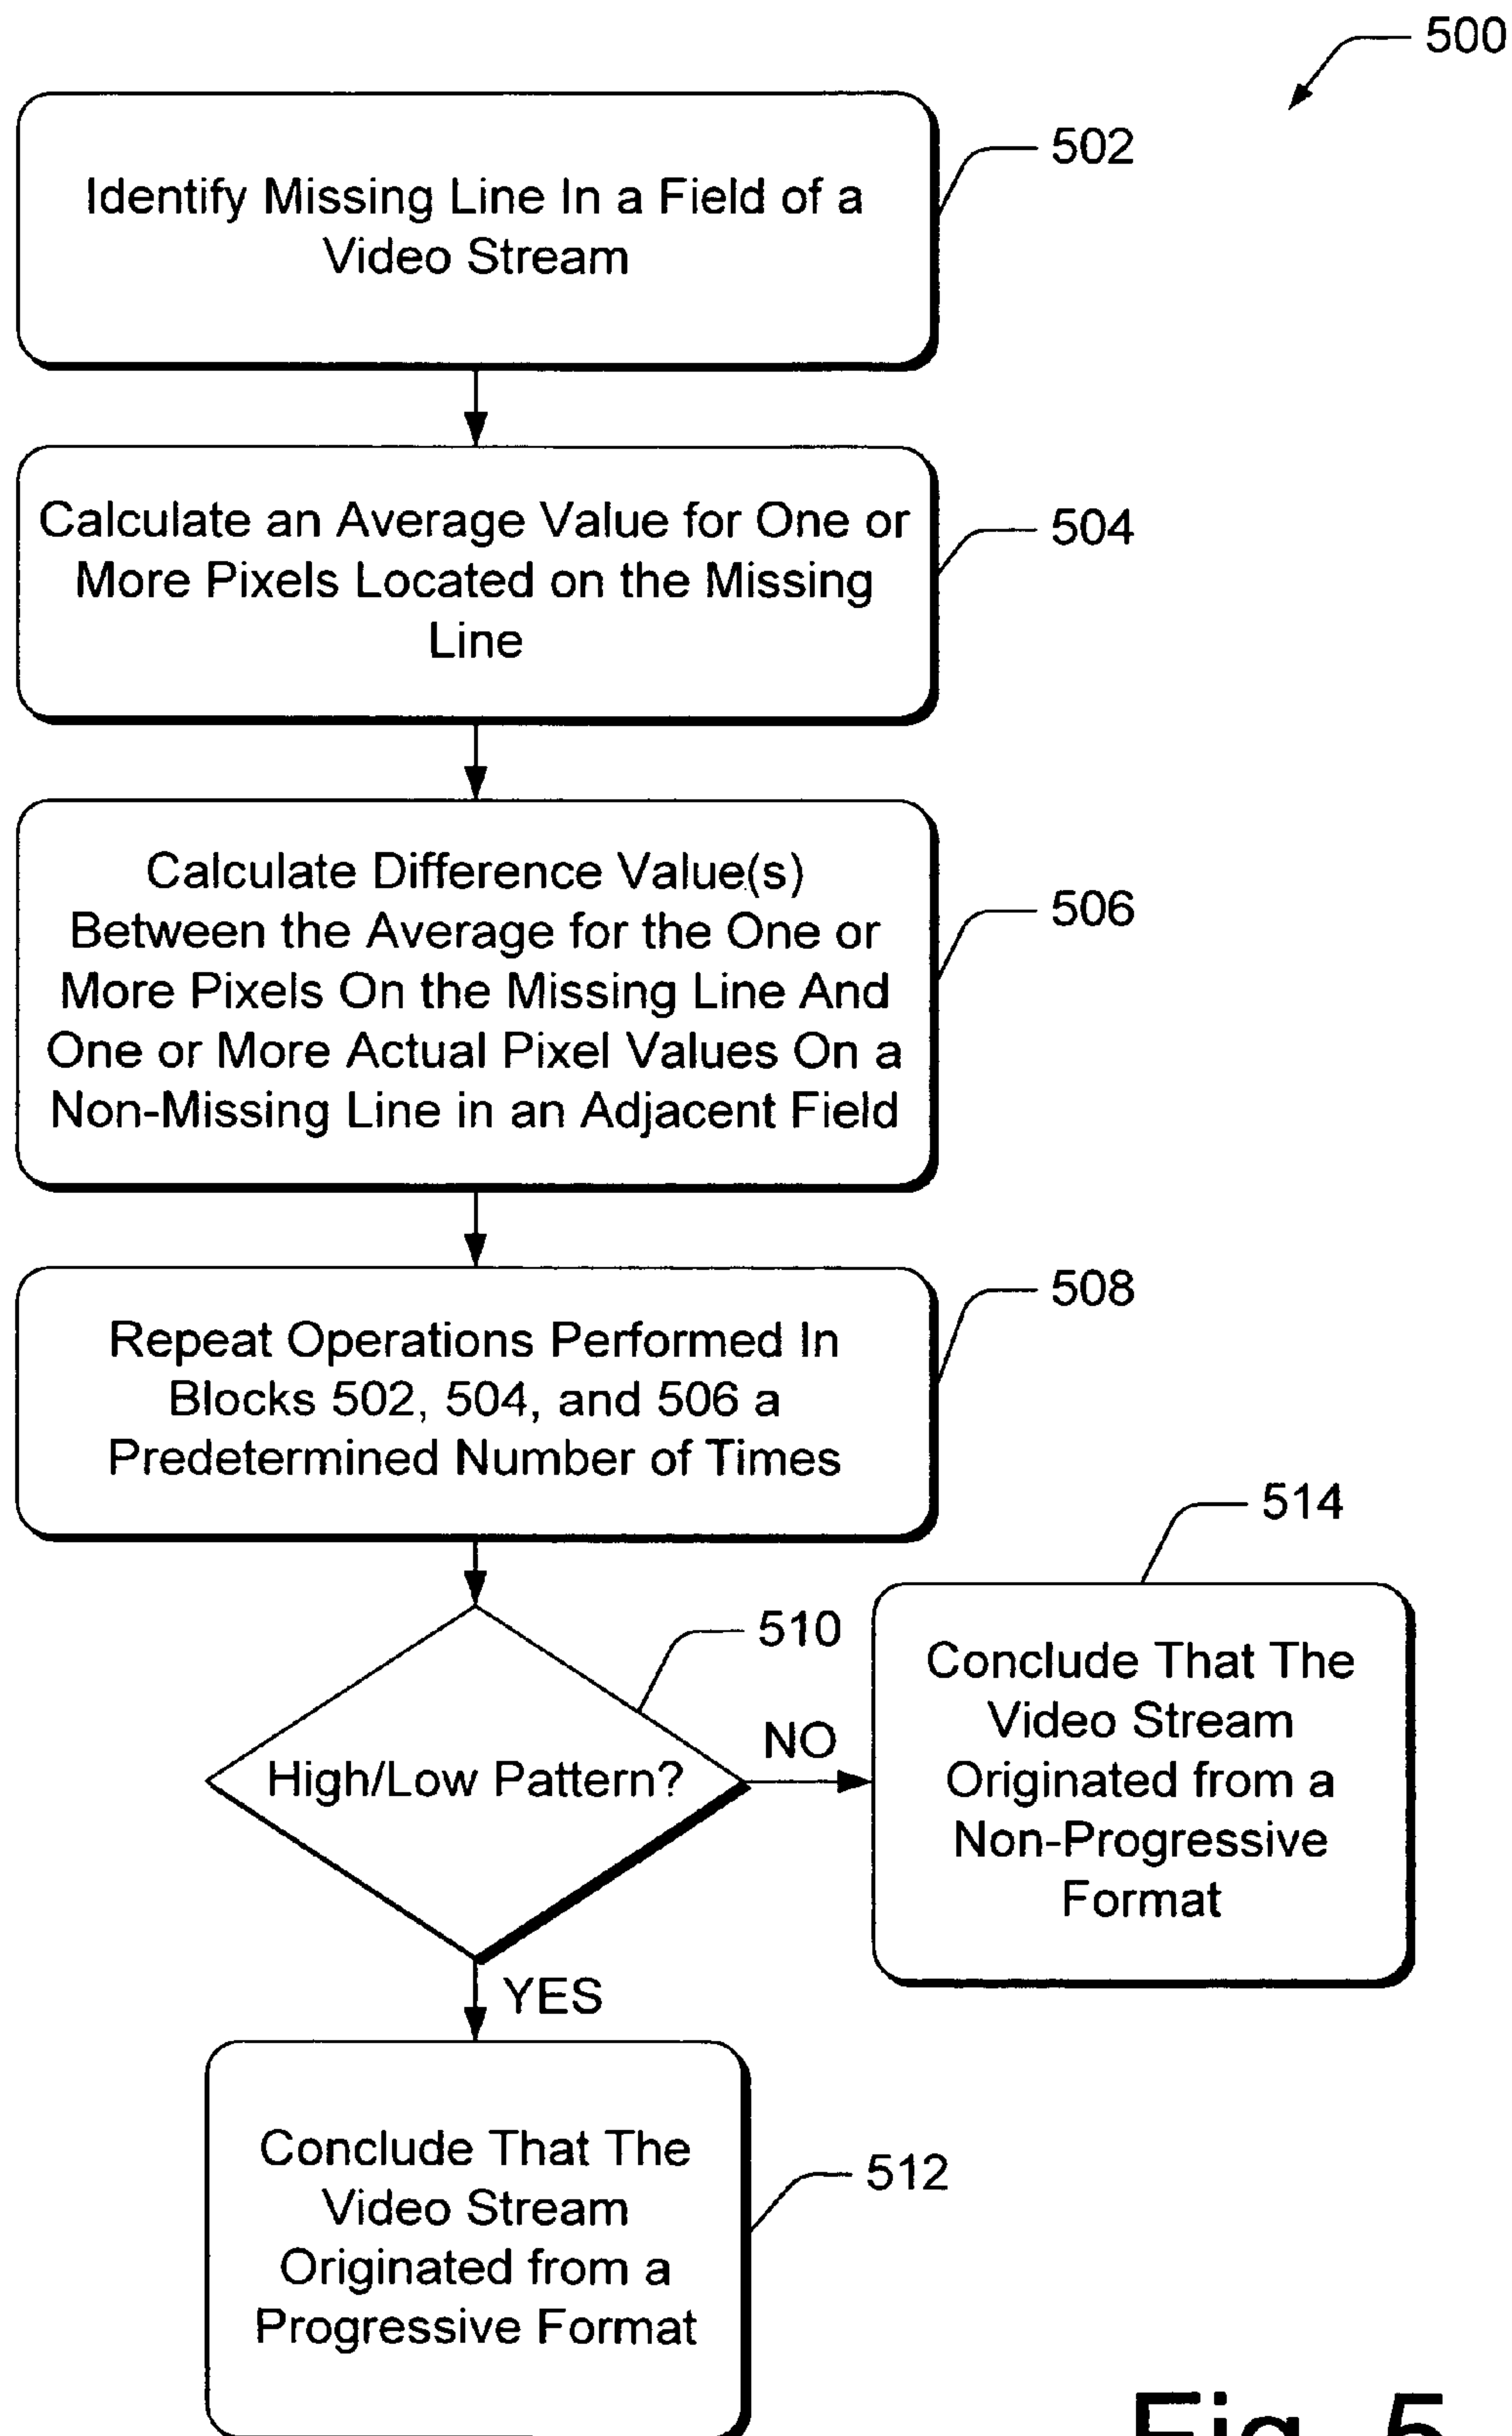 500
502
Identify Missing Line In a Field of a
Video Stream
504
Calculate an Average Value for One or
More Pixels Located on the Missing
Line
506
Calculate Difference Value(s)
Between the Average for the One or
More Pixels On the Missing Line And
One or More Actual Pixel Values On a
Non-Missing Line in an Adjacent Field
508
Repeat Operations Performed In
Blocks 502, 504, and 506 a
Predetermined Number of Times
510
High/Low Pattern?
NO
514
Conclude That The
Video Stream
Originated from a
Non-Progressive
Format
YES
512
Conclude That The
Video Stream
Originated from a
Progressive Format
Fig. 5